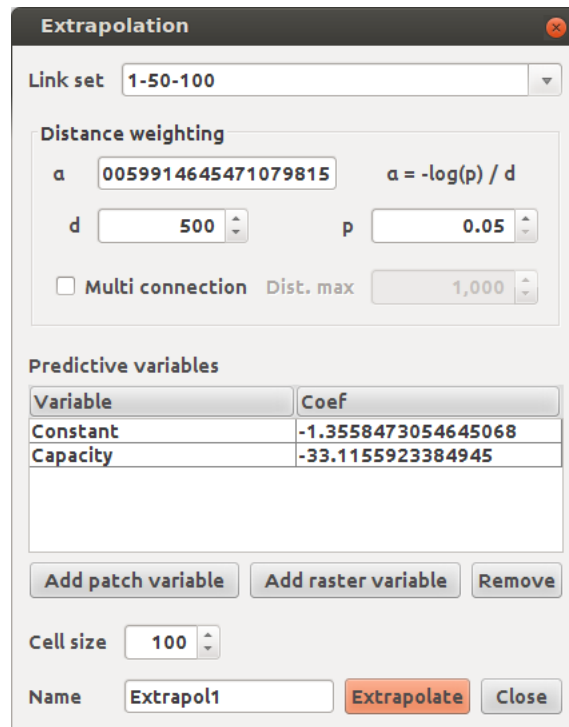 Extrapolation
Link set 1-50-100
Distance weighting
a 0059914645471079815 a = -log(p) / d
d 500 p 0.05
Multi connection Dist. max 1,000
Predictive variables
Variable Coef
Constant -1.3558473054645068
Capacity -33.1155923384945
Add patch variable Add raster variable Remove
Cell size 100
Name Extrapol1 Extrapolate Close